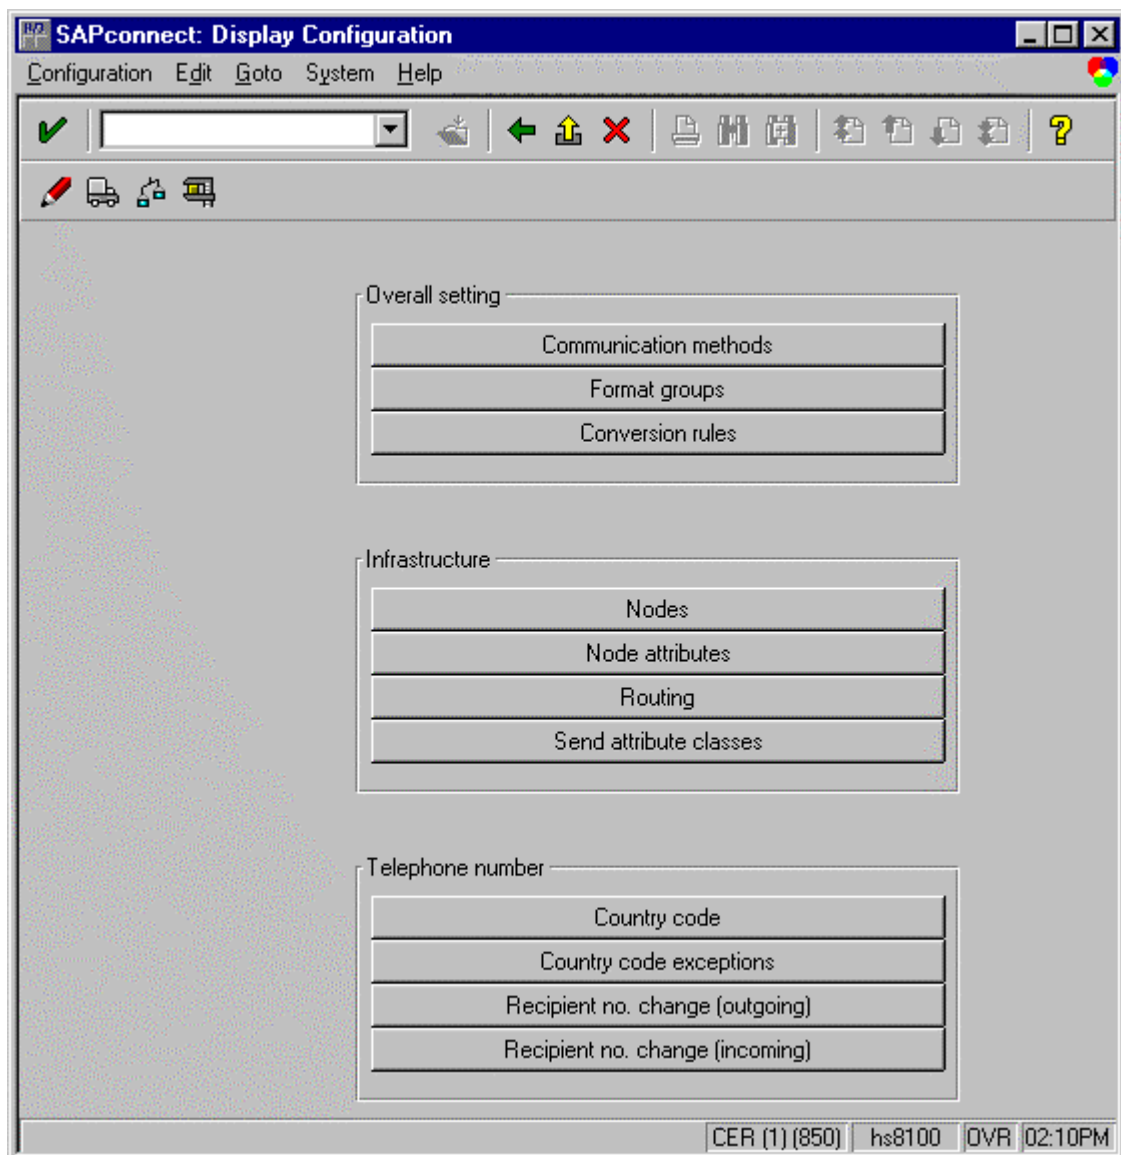 SAPconnect: Display Configuration
Configuration Edit Goto System Help
Overall setting
Communication methods
Format groups
Conversion rules
Infrastructure
Nodes
Node attributes
Routing
Send attribute classes
Telephone number
Country code
Country code exceptions
Recipient no. change (outgoing)
Recipient no. change (incoming)
CER (1) (850) hs8100 OVR 02:10PM